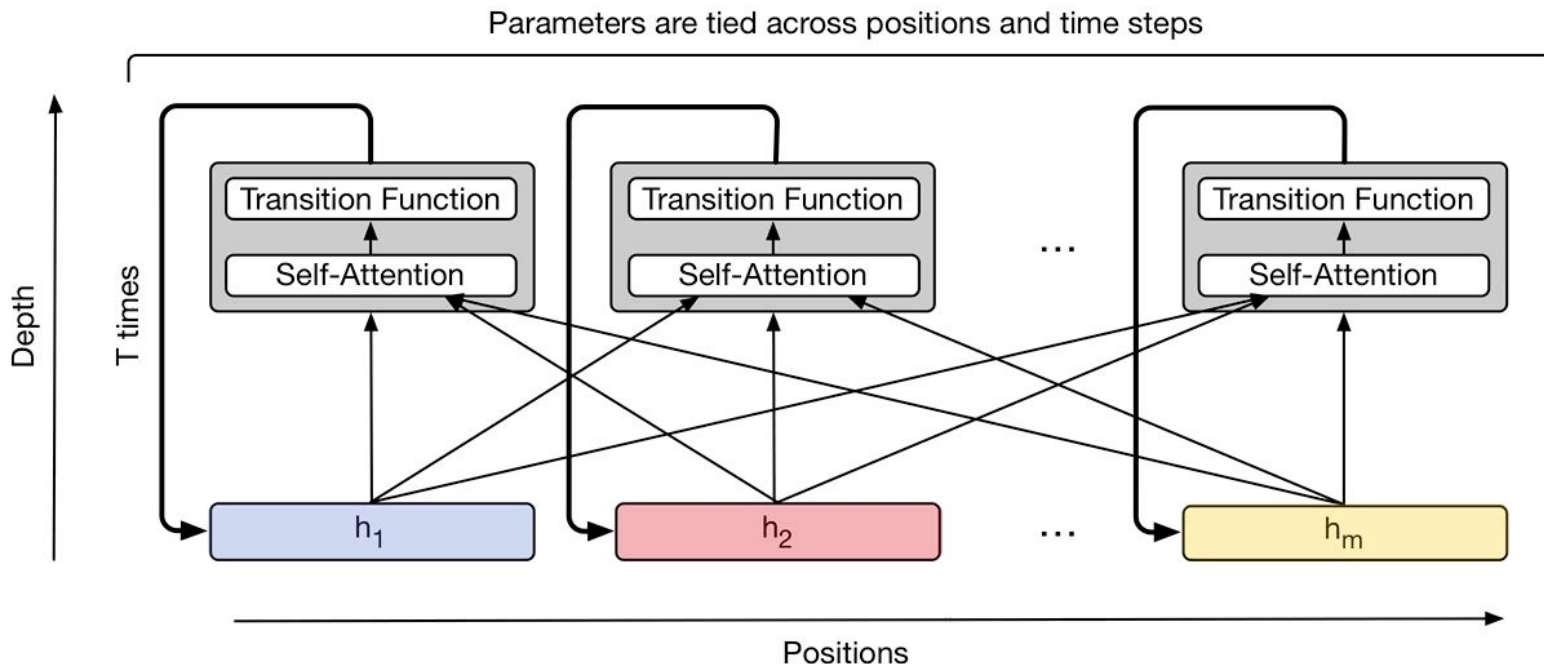 Parameters are tied across positions and time steps
Depth
T times
Transition Function
Self-Attention
Transition Function
Self-Attention
...
Transition Function
Self-Attention
h1
h2
...
hm
Positions